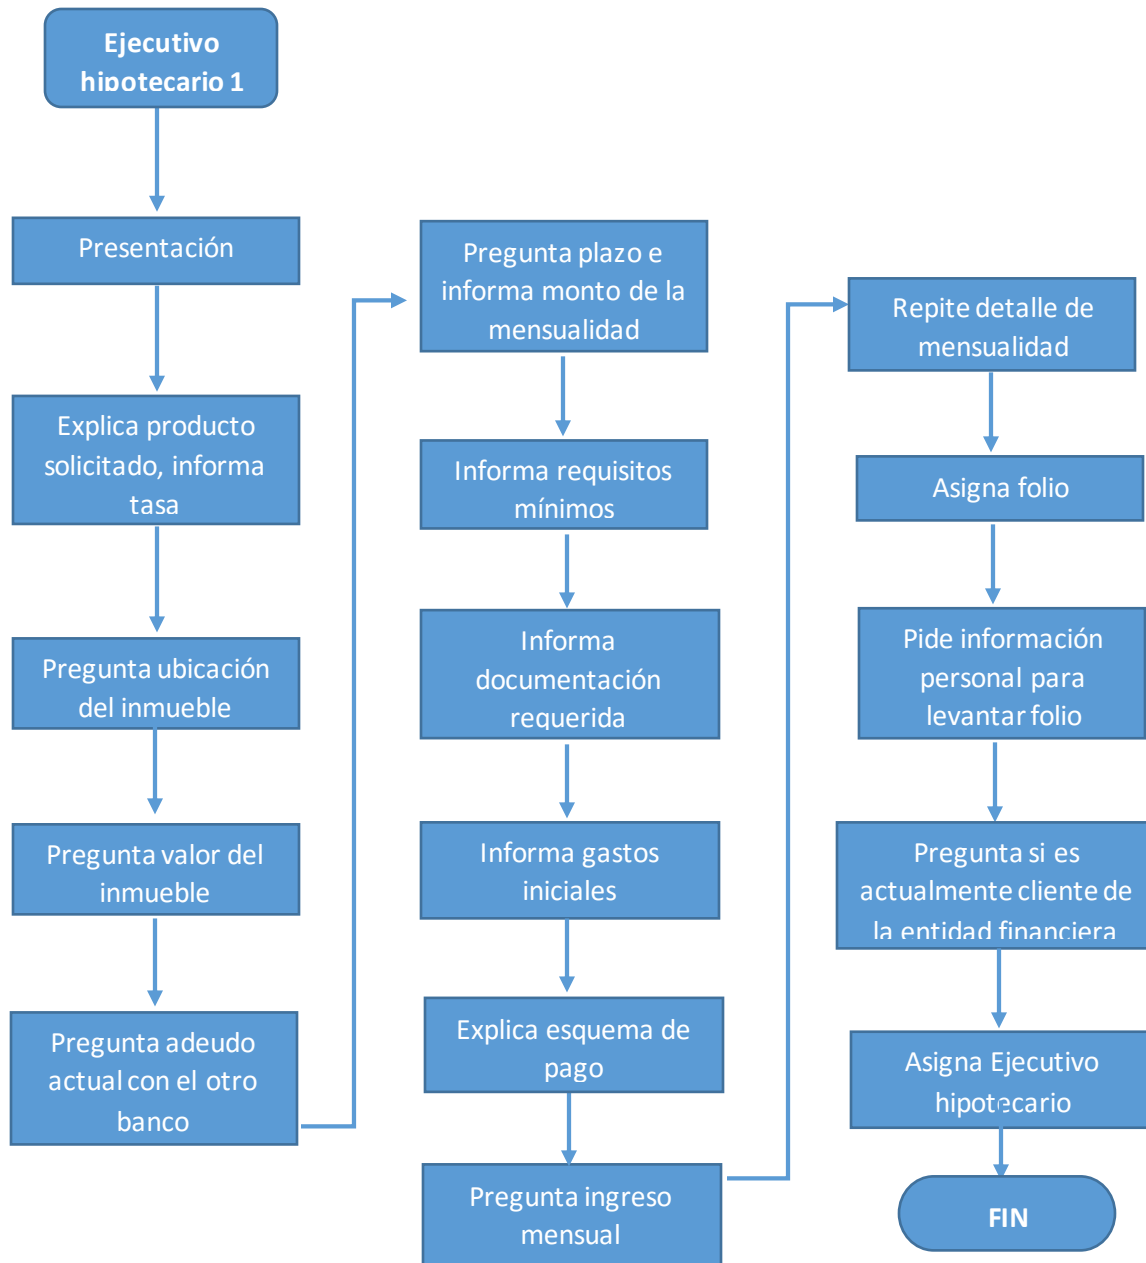 Ejecutivo
hipotecario 1
Presentación
Explica producto
solicitado, informa
tasa
Pregunta ubicación
del inmueble
Pregunta valor del
inmueble
Pregunta adeudo
actual con el otro
banco
Pregunta plazo e
informa monto de la
mensualidad
Informa requisitos
mínimos
Informa
documentación
requerida
Informa gastos
iniciales
Explica esquema de
pago
Pregunta ingreso
mensual
Repite detalle de
mensualidad
Asigna folio
Pide información
personal para
levantar folio
Pregunta si es
actualmente cliente de
la entidad financiera
Asigna Ejecutivo
hipotecario
FIN